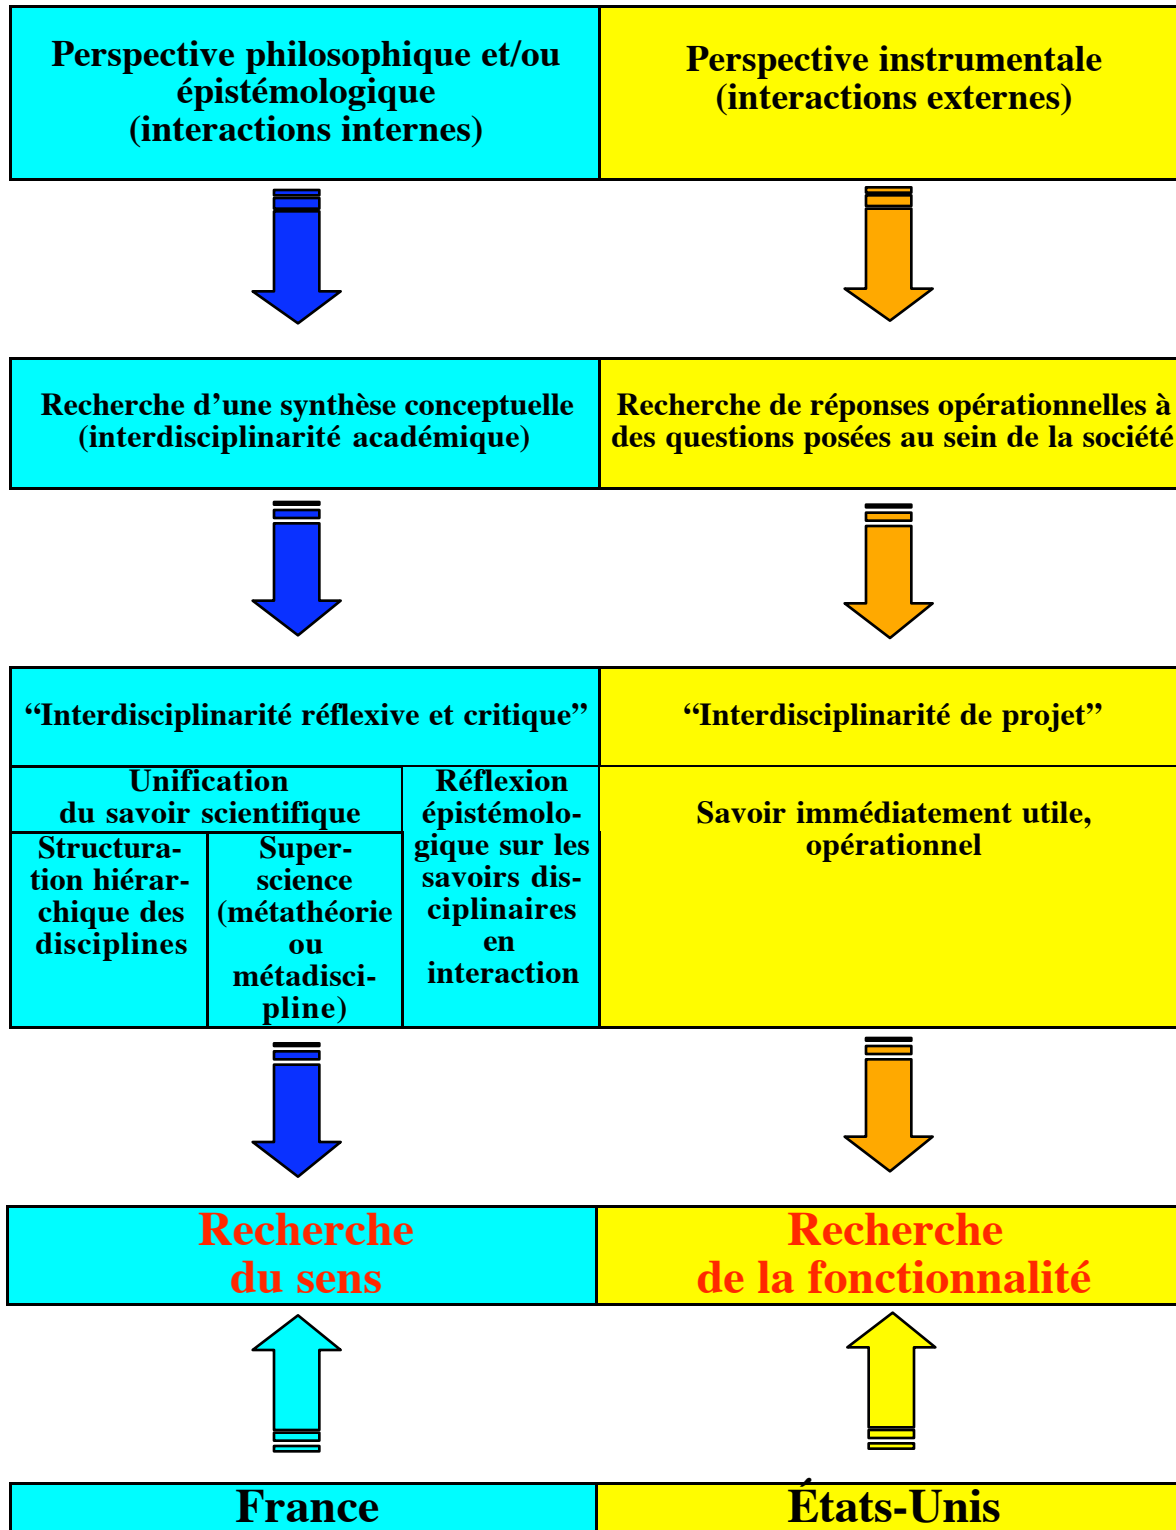 Perspective philosophique et/ou
épistémologique
(interactions internes)
Perspective instrumentale
(interactions externes)
Recherche d’une synthèse conceptuelle
(interdisciplinarité académique)
Recherche de réponses opérationnelles à
des questions posées au sein de la société
“Interdisciplinarité réflexive et critique”
“Interdisciplinarité de projet”
Unification
du savoir scientifique
Structura-
tion hiérar-
chique des
disciplines
Super-
science
(métathéorie
ou
métadisci-
pline)
Réflexion
épistémolo-
gique sur les
savoirs dis-
ciplinaires
en
interaction
Savoir immédiatement utile,
opérationnel
Recherche
du sens
Recherche
de la fonctionnalité
France
États-Unis